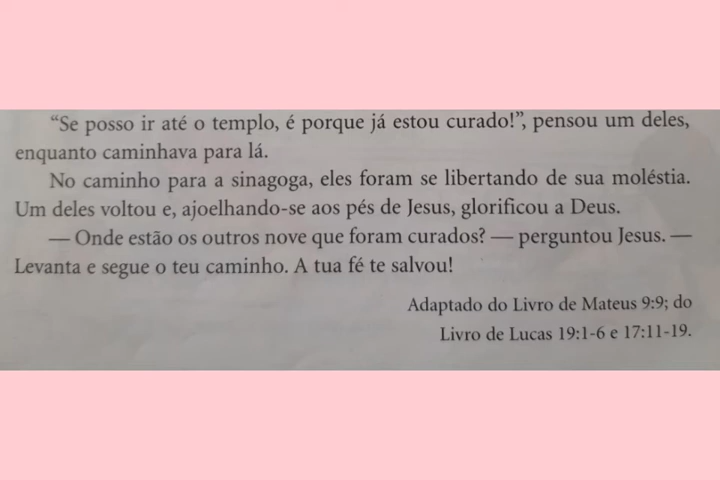 “Se posso ir até o templo, é porque já estou curado!”, pensou um deles,
enquanto caminhava para lá.
No caminho para a sinagoga, eles foram se libertando de sua moléstia.
Um deles voltou e, ajoelhando-se aos pés de Jesus, glorificou a Deus.
— Onde estão os outros nove que foram curados? — perguntou Jesus. —
Levanta e segue o teu caminho. A tua fé te salvou!
Adaptado do Livro de Mateus 9:9; do
Livro de Lucas 19:1-6 e 17:11-19.